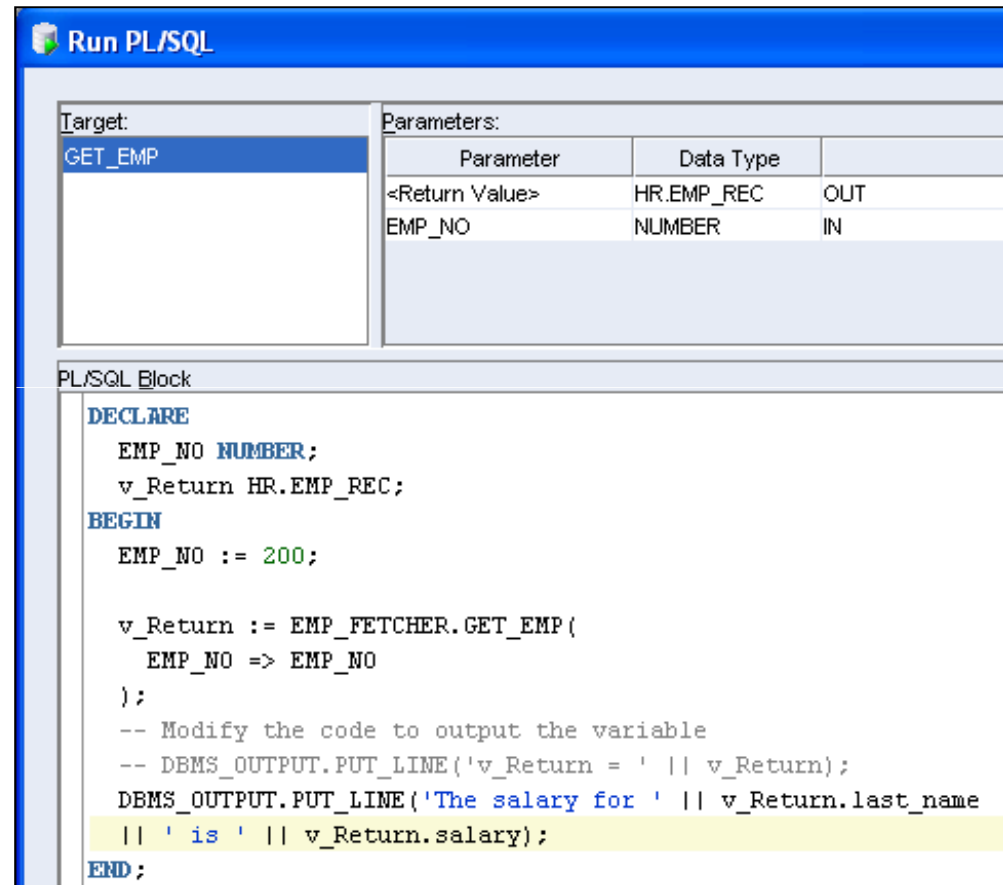 Run PL/SQL
Target:
Parameters:
GET_EMP
Parameter Data Type
<Return Value> HR.EMP_REC OUT
EMP_NO NUMBER IN
PL/SQL Block
DECLARE
EMP_NO NUMBER;
v_Return HR.EMP_REC;
BEGIN
EMP_NO := 200;
v_Return := EMP_FETCHER.GET_EMP(
EMP_NO => EMP_NO
);
-- Modify the code to output the variable
-- DBMS_OUTPUT.PUT_LINE('v_Return = ' || v_Return);
DBMS_OUTPUT.PUT_LINE('The salary for ' || v_Return.last_name
|| ' is ' || v_Return.salary);
END;